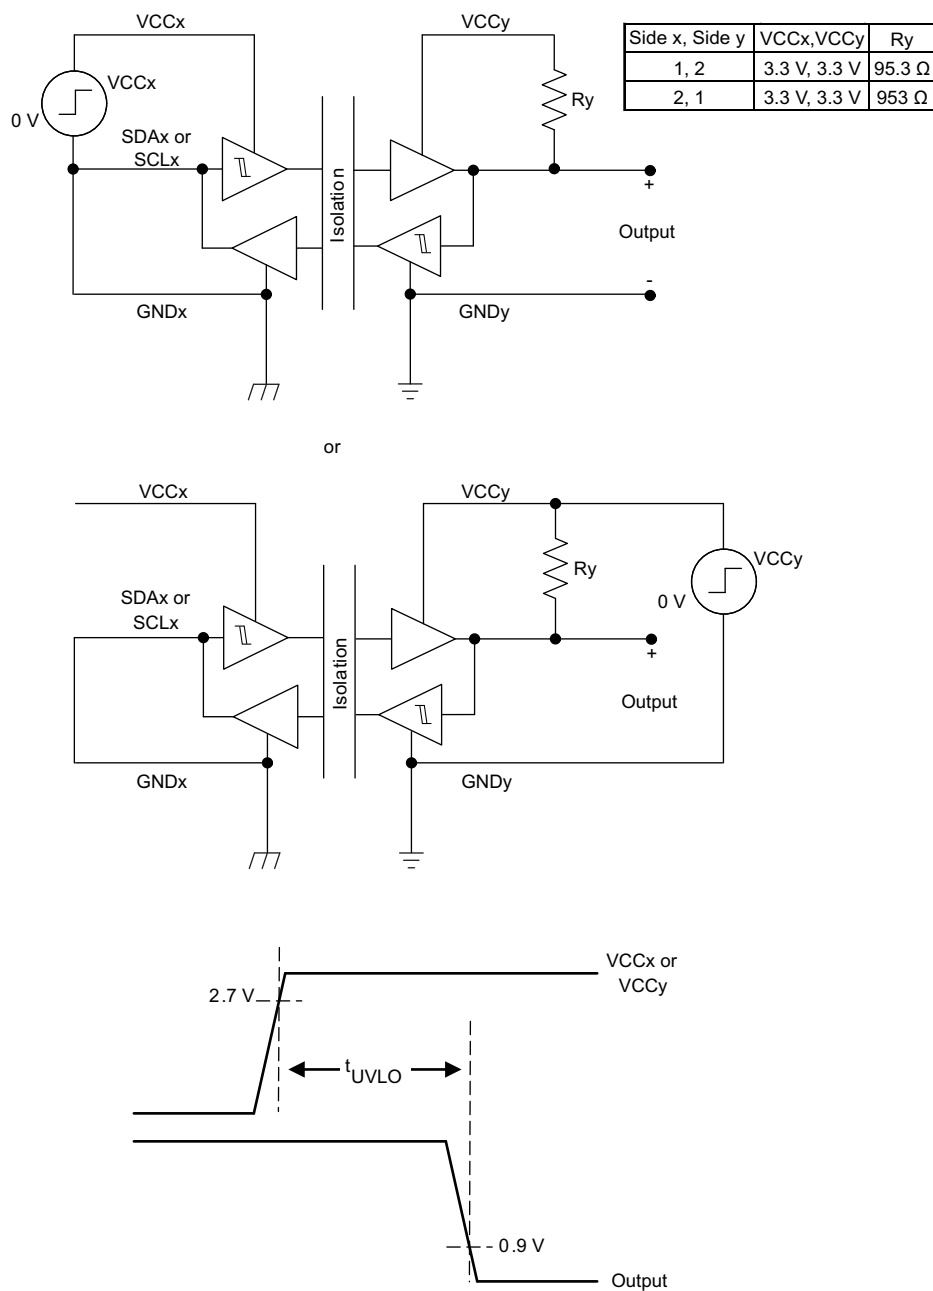 VCCx
VCCy
Side x, Side y VCCx,VCCy Ry
1, 2 3.3 V, 3.3 V 95.3 Ω
2, 1 3.3 V, 3.3 V 953 Ω
VCCx
0 V
Ry
SDAx or
SCLx
Isolation
+
Output
-
GNDx
GNDy
or
VCCx
VCCy
VCCy
Ry
0 V
SDAx or
SCLx
Isolation
+
Output
GNDx
GNDy
VCCx or
VCCy
2.7 V
tUVLO
0.9 V
Output